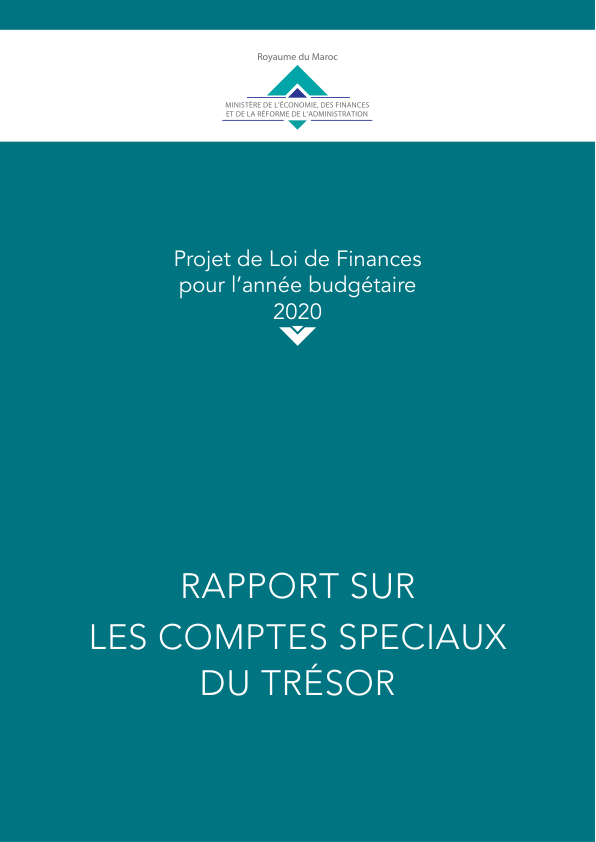 Royaume du Maroc
MINISTÈRE DE L'ÉCONOMIE, DES FINANCES
ET DE LA RÉFORME DE L'ADMINISTRATION
Projet de Loi de Finances
pour l'année budgétaire
2020
RAPPORT SUR
LES COMPTES SPECIAUX
DU TRÉSOR